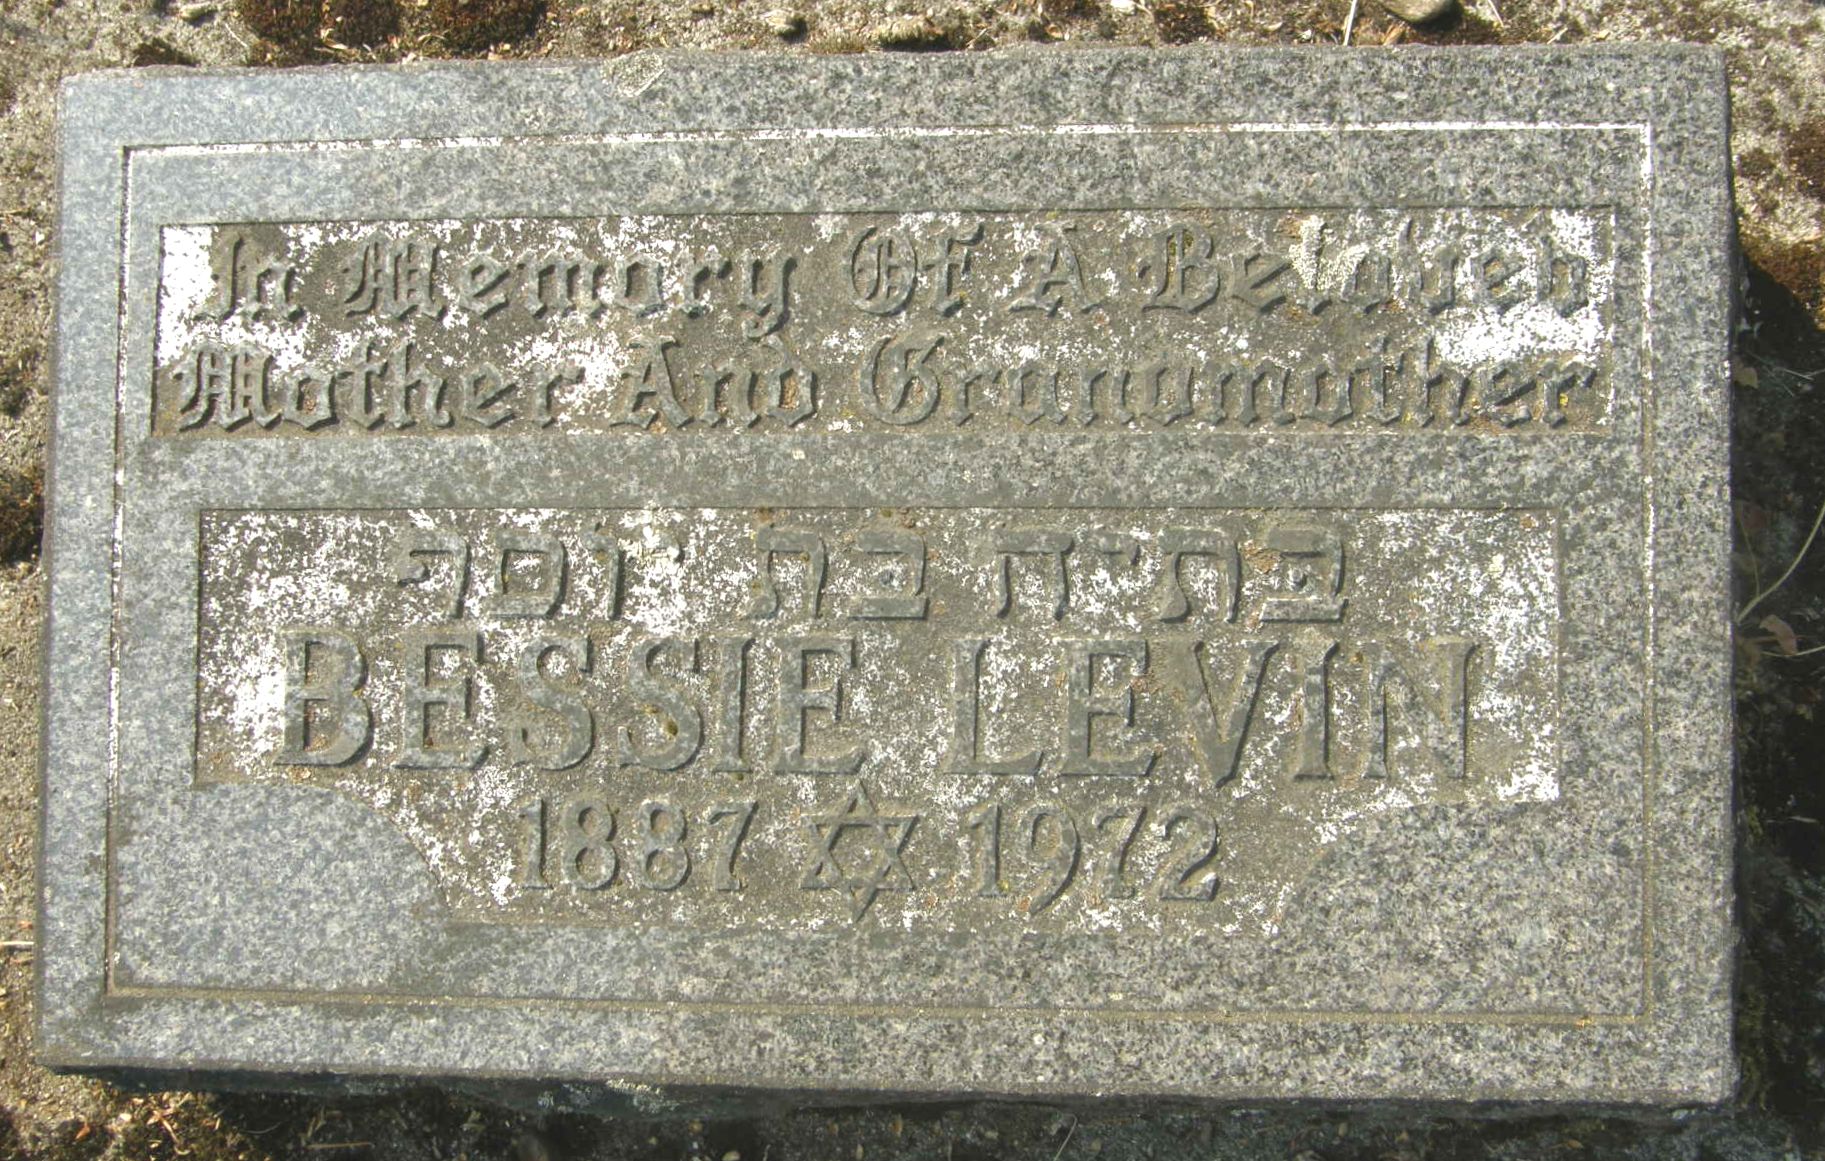 In Memory Of A Beloved
Mother And Grandmother
בתיה בת יוסף
BESSIE LEVIN
1887 ✡ 1972